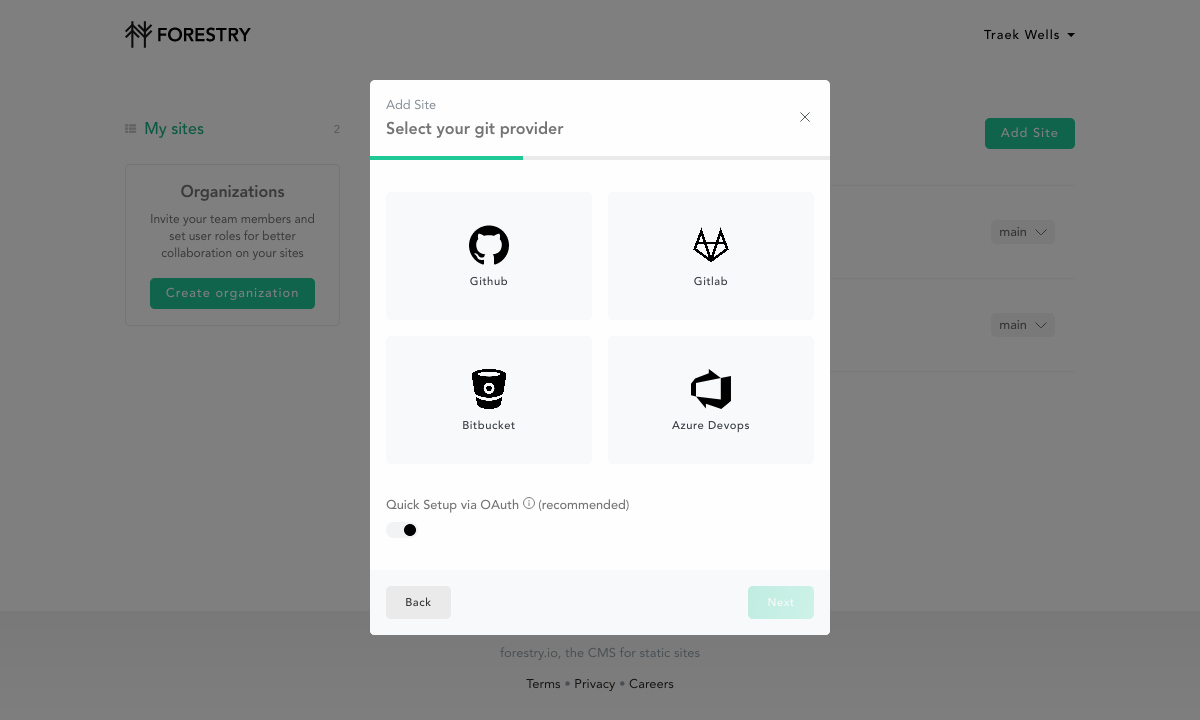 FORESTRY
Traek Wells
My sites
2
Add Site
Organizations
Invite your team members and
set user roles for better
collaboration on your sites
Create organization
main
main
Add Site
Select your git provider
Github
Gitlab
Bitbucket
Azure Devops
Quick Setup via OAuth (recommended)
Back
Next
forestry.io, the CMS for static sites
Terms • Privacy • Careers